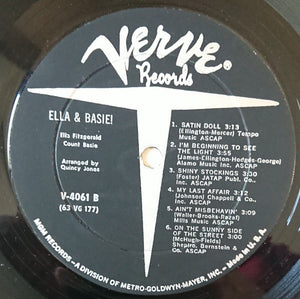 Verve
Records
ELLA & BASIE!
Ella Fitzgerald
Count Basie
Arranged by
Quincy Jones
V-4061 B
(63 VG 177)
1. SATIN DOLL 3:13
(Ellington-Mercer) Tempo
Music ASCAP
2. I'M BEGINNING TO SEE
THE LIGHT 3:55
(James-Ellington-Hodges-George)
Alamo Music ASCAP
3. SHINY STOCKINGS 3:30
(Foster) JATAP Publ. Co.,
Inc. ASCAP
4. MY LAST AFFAIR 3:12
(Johnson) Chappell & Co.,
Inc. ASCAP
5. AIN'T MISBEHAVIN' 3:09
(Waller-Brooks-Razaf)
Mills Music ASCAP
6. ON THE SUNNY SIDE
OF THE STREET 3:00
(McHugh-Fields)
Shapiro, Bernstein &
Co. ASCAP
MGM RECORDS - A DIVISION OF METRO-GOLDWYN-MAYER, INC. - Made in U.S.A.